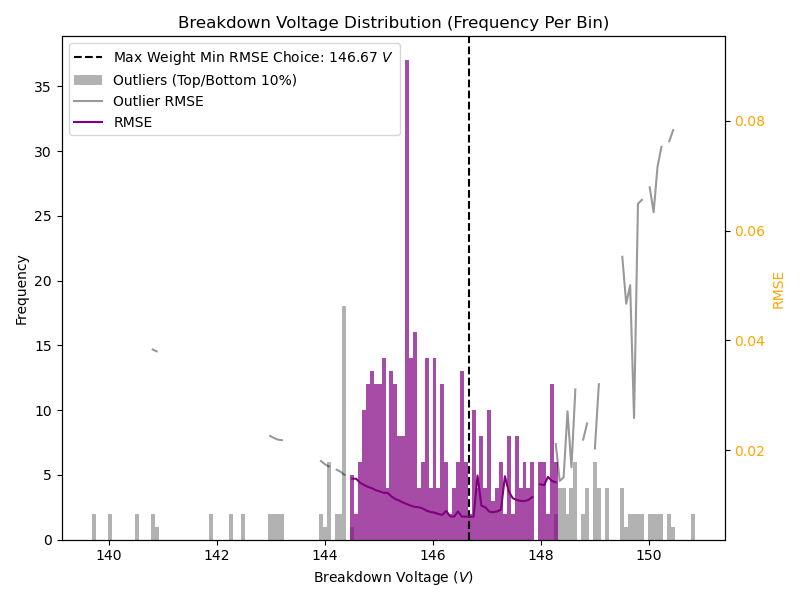 Breakdown Voltage Distribution (Frequency Per Bin)
Max Weight Min RMSE Choice: 146.67 V
Outliers (Top/Bottom 10%)
Outlier RMSE
RMSE
Frequency
0
5
10
15
20
25
30
35
0.02
0.04
0.06
0.08
RMSE
140
142
144
146
148
150
Breakdown Voltage (V)